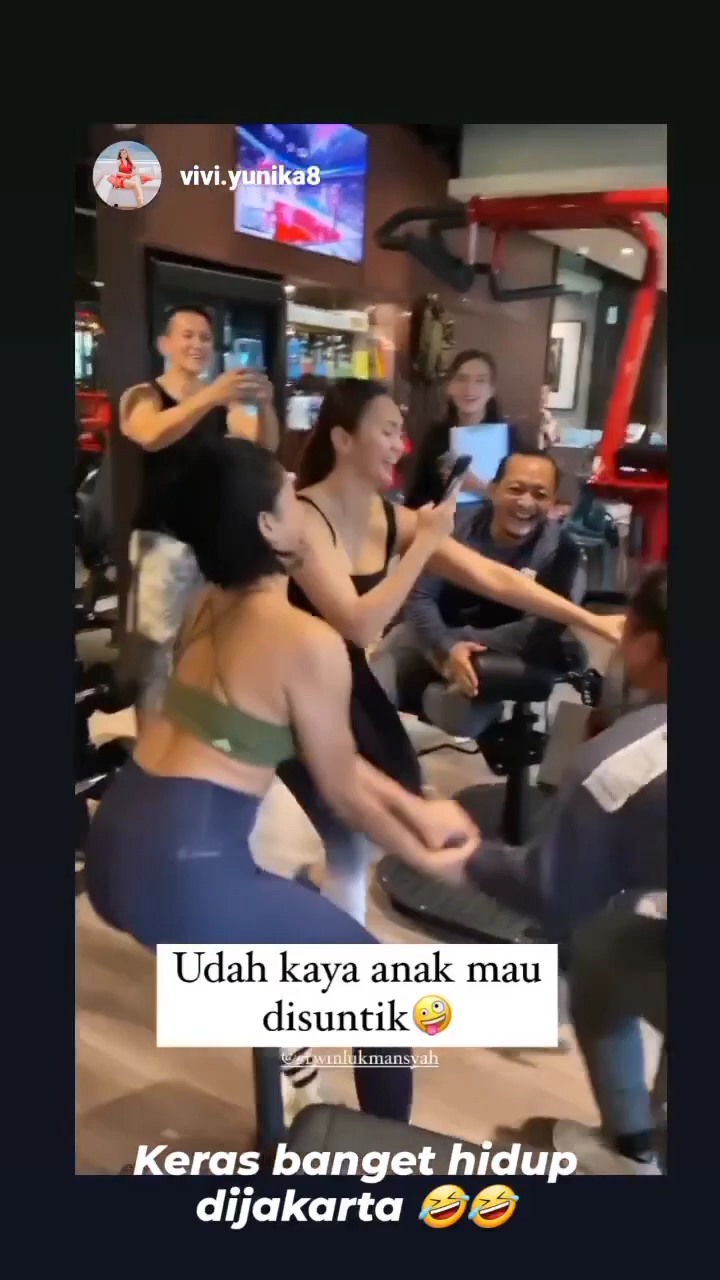 vivi.yunika8
Udah kaya anak mau
disuntik🤪
Keras banget hidup
dijakarta 🤣🤣